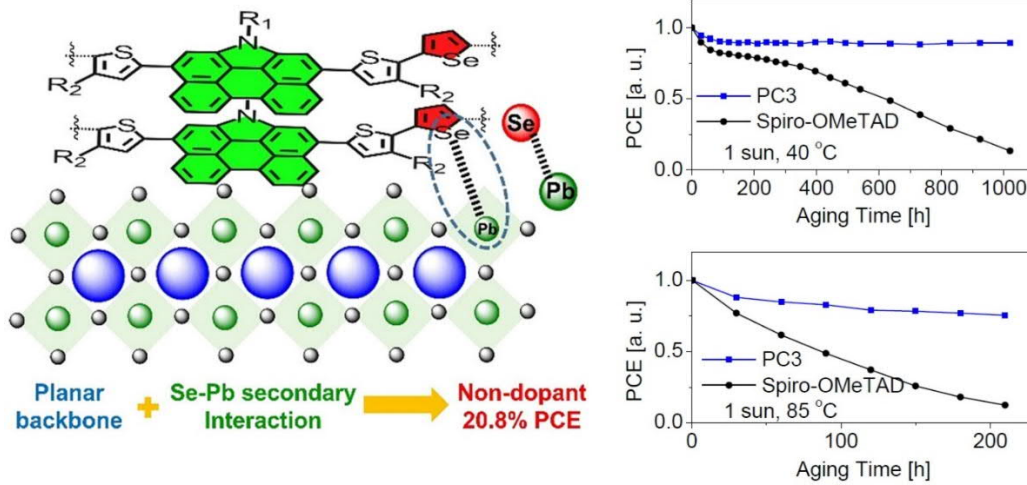 R₁
N
S
S
Se
R₂
R₂
N
S
S
Se
R₂
R₂
Se
Pb
Pb
Planar
backbone
+
Se-Pb secondary
Interaction
Non-dopant
20.8% PCE
PCE [a. u.]
1.0
0.5
0.0
PC3
Spiro-OMeTAD
1 sun, 40 °C
0 200 400 600 800 1000
Aging Time [h]
PCE [a. u.]
1.0
0.5
0.0
PC3
Spiro-OMeTAD
1 sun, 85 °C
0 100 200
Aging Time [h]